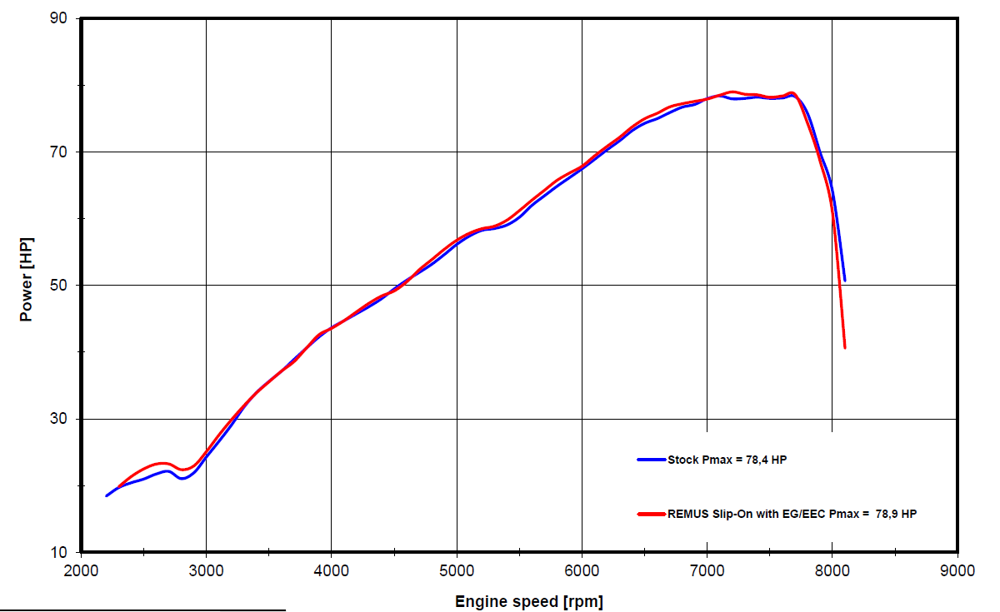 90
70
50
30
10
Power [HP]
Stock Pmax = 78,4 HP
REMUS Slip-On with EG/EEC Pmax = 78,9 HP
2000 3000 4000 5000 6000 7000 8000 9000
Engine speed [rpm]